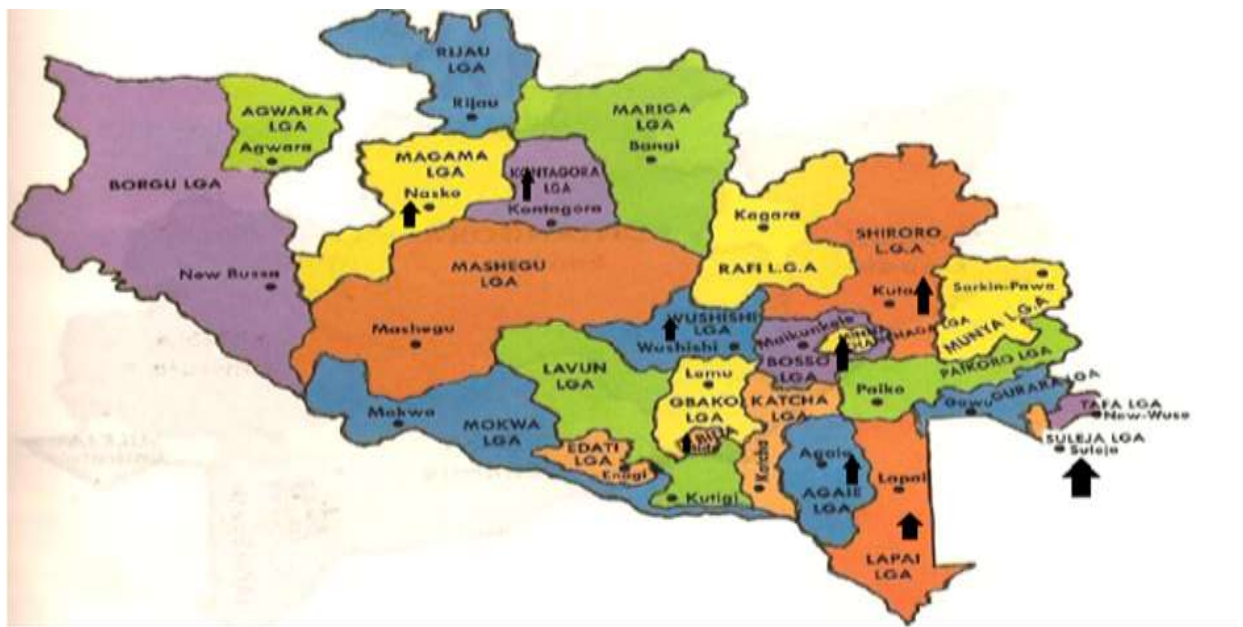 RIJAU
LGA
Rijau
AGWARA
LGA
Agwara
MARIGA
LGA
Bangi
MAGAMA
LGA
Nasko
KONTAGORA
LGA
Kontagora
BORGU LGA
New Bussa
Kagara
RAFI L.G.A
SHIRORO
L.G.A
Kuta
Sarkin-Pawa
MUNYA L.G.A
MASHEGU
LGA
Mashegu
WUSHISHI
LGA
Wushishi
Maikunkele
BOSSO
LGA
PAIKORO LGA
Paiko
LAVUN
LGA
Kutigi
Lemu
GBAKO
LGA
KATCHA
LGA
Katcha
Gawu
GURARA LGA
TAFA LGA
New-Wuse
SULEJA LGA
Suleja
Mokwa
MOKWA
LGA
EDATI
LGA
Enagi
BIDA
Agaie
AGAIE
LGA
Lapai
LAPAI
LGA